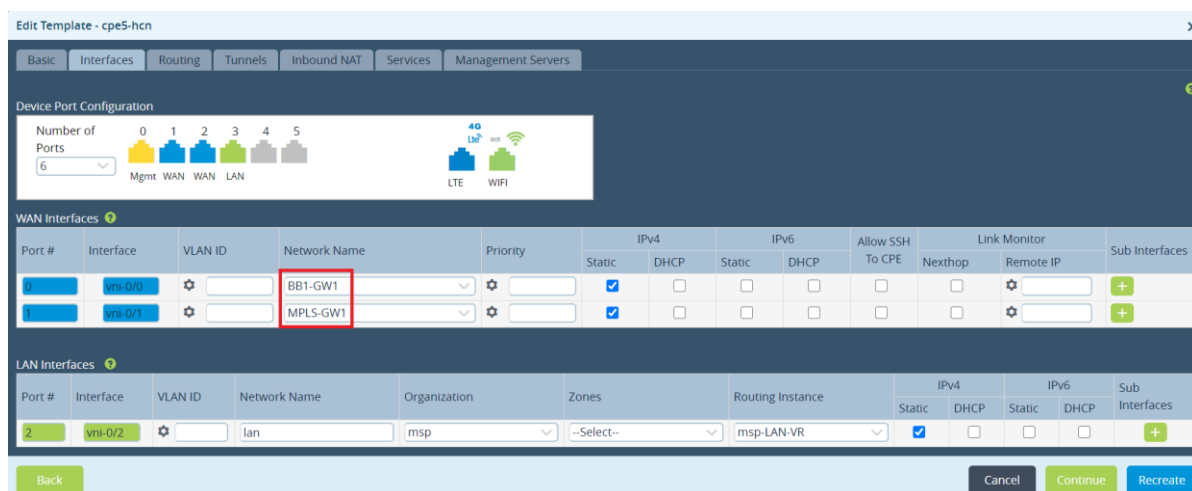 Edit Template - cpe5-hcn
Basic Interfaces Routing Tunnels Inbound NAT Services Management Servers
Device Port Configuration
Number of Ports
6
0 1 2 3 4 5
Mgmt WAN WAN LAN
4G
LTE
wifi
LTE WIFI
WAN Interfaces
Port # Interface VLAN ID Network Name Priority IPv4 IPv6 Allow SSH To CPE Link Monitor Sub Interfaces
Static DHCP Static DHCP Nexthop Remote IP
0 vni-0/0 BB1-GW1
1 vni-0/1 MPLS-GW1
LAN Interfaces
Port # Interface VLAN ID Network Name Organization Zones Routing Instance IPv4 IPv6 Sub Interfaces
Static DHCP Static DHCP
2 vni-0/2 lan msp --Select-- msp-LAN-VR
Back Cancel Continue Recreate